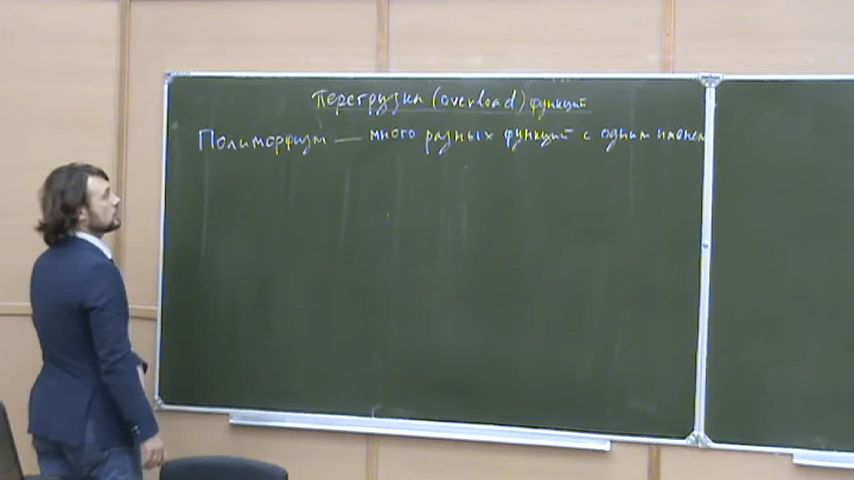 Перегрузка (overload) функций
Полиморфизм — много разных функций с одним именем